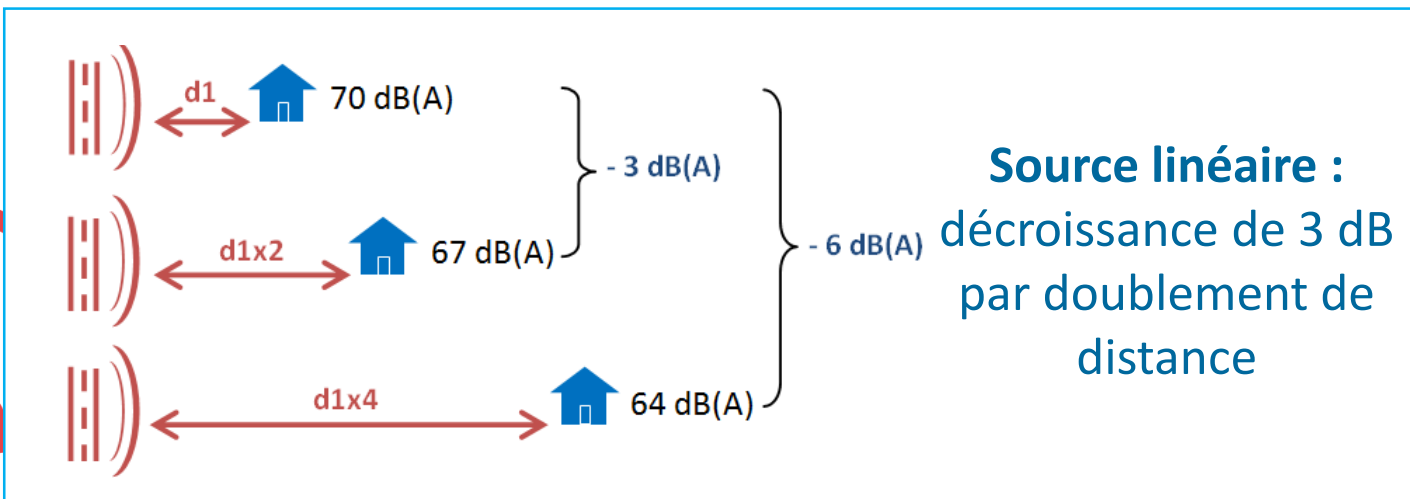 d1
70 dB(A)
- 3 dB(A)
d1x2
67 dB(A)
- 6 dB(A)
d1x4
64 dB(A)
Source linéaire :
décroissance de 3 dB
par doublement de
distance